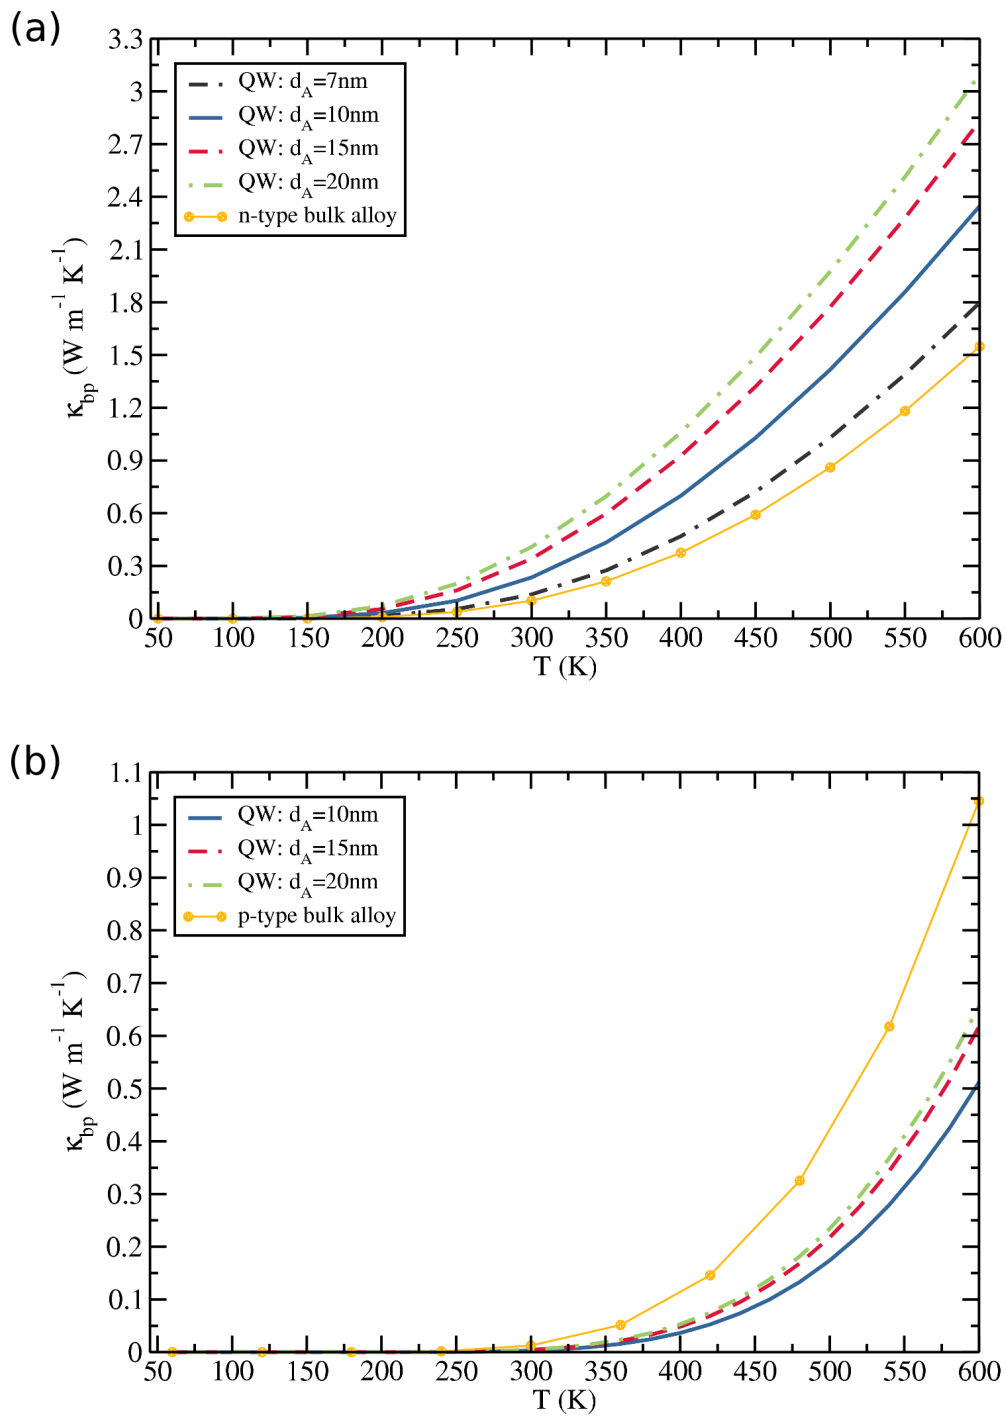 (a)
3.3
3
2.7
2.4
2.1
1.8
1.5
1.2
0.9
0.6
0.3
0
κbp (W m-1 K-1)
QW: dA=7nm
QW: dA=10nm
QW: dA=15nm
QW: dA=20nm
n-type bulk alloy
50 100 150 200 250 300 350 400 450 500 550 600
T (K)
(b)
1.1
1
0.9
0.8
0.7
0.6
0.5
0.4
0.3
0.2
0.1
0
κbp (W m-1 K-1)
QW: dA=10nm
QW: dA=15nm
QW: dA=20nm
p-type bulk alloy
50 100 150 200 250 300 350 400 450 500 550 600
T (K)